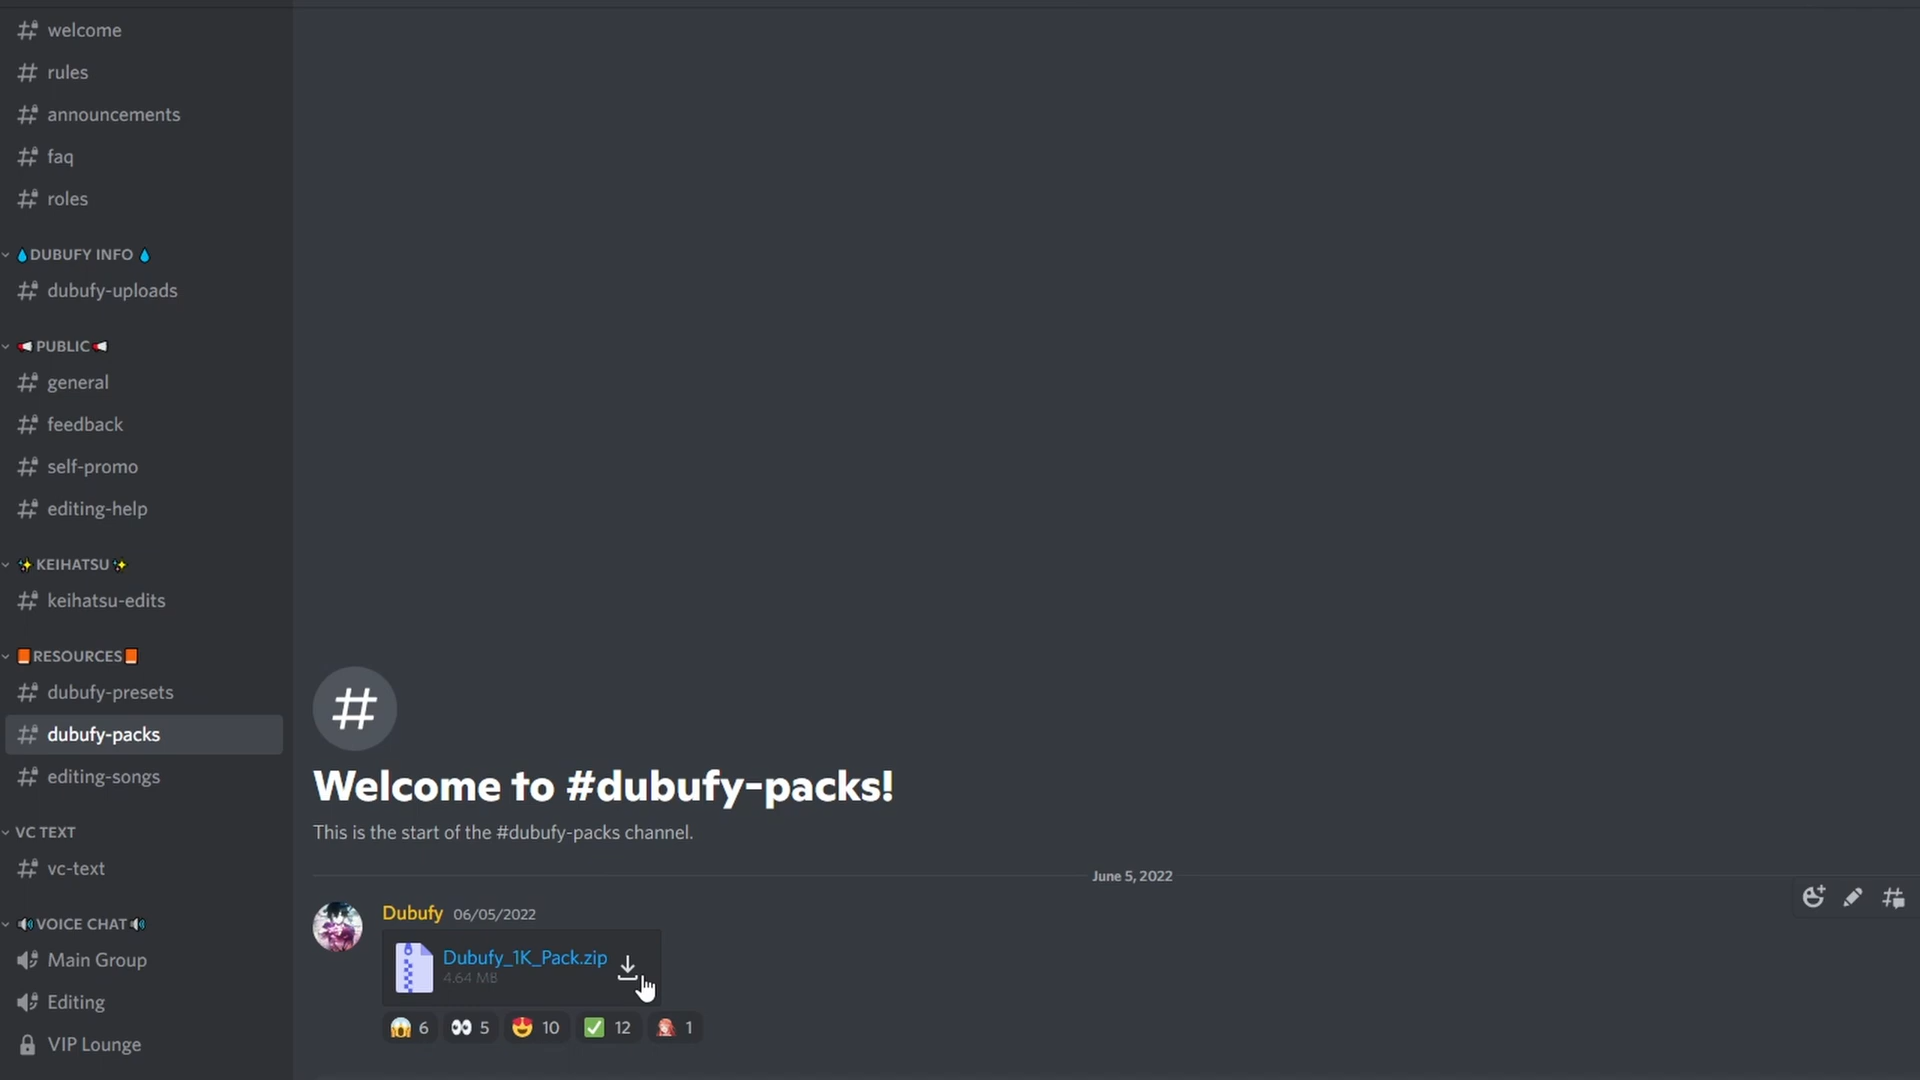 welcome
rules
announcements
faq
roles
DUBUFY INFO
dubufy-uploads
PUBLIC
general
feedback
self-promo
editing-help
KEIHATSU
keihatsu-edits
RESOURCES
dubufy-presets
dubufy-packs
editing-songs
VC TEXT
vc-text
VOICE CHAT
Main Group
Editing
VIP Lounge
Welcome to #dubufy-packs!
This is the start of the #dubufy-packs channel.
June 5, 2022
Dubufy 06/05/2022
Dubufy_1K_Pack.zip
4.64 MB
6 5 10 12 1